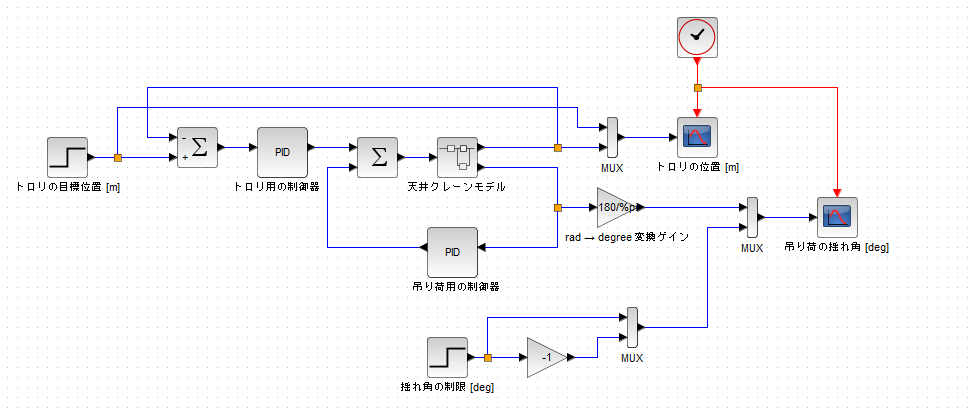 -
+
Σ
PID
Σ
MUX
トロリの位置 [m]
トロリの目標位置 [m]
トロリ用の制御器
天井クレーンモデル
180/%p
rad → degree 変換ゲイン
MUX
吊り荷の揺れ角 [deg]
PID
吊り荷用の制御器
-1
MUX
揺れ角の制限 [deg]